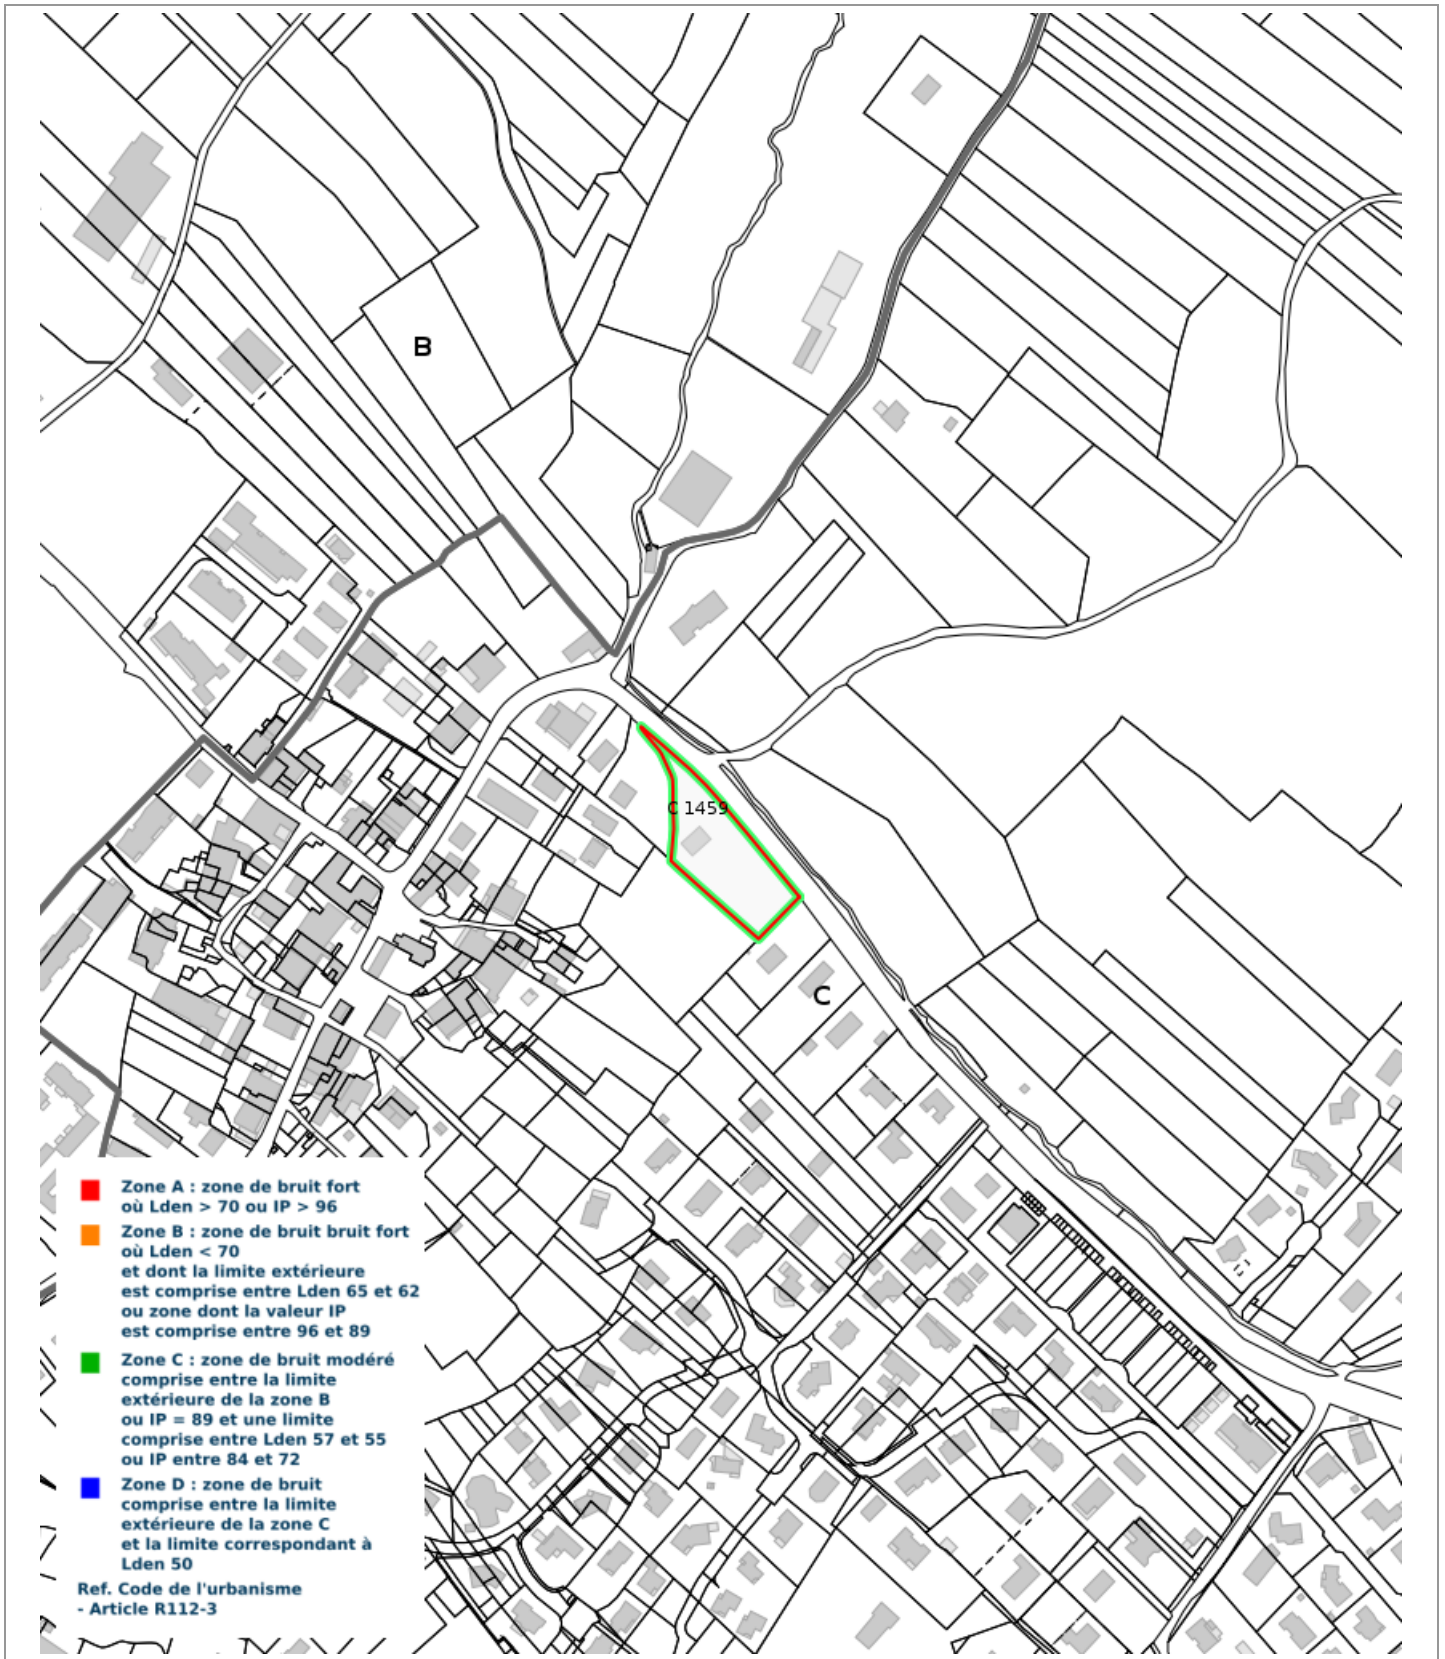 B
C 1459
C
Zone A : zone de bruit fort
où Lden > 70 ou IP > 96
Zone B : zone de bruit bruit fort
où Lden < 70
et dont la limite extérieure
est comprise entre Lden 65 et 62
ou zone dont la valeur IP
est comprise entre 96 et 89
Zone C : zone de bruit modéré
comprise entre la limite
extérieure de la zone B
ou IP = 89 et une limite
comprise entre Lden 57 et 55
ou IP entre 84 et 72
Zone D : zone de bruit
comprise entre la limite
extérieure de la zone C
et la limite correspondant à
Lden 50
Ref. Code de l'urbanisme
- Article R112-3